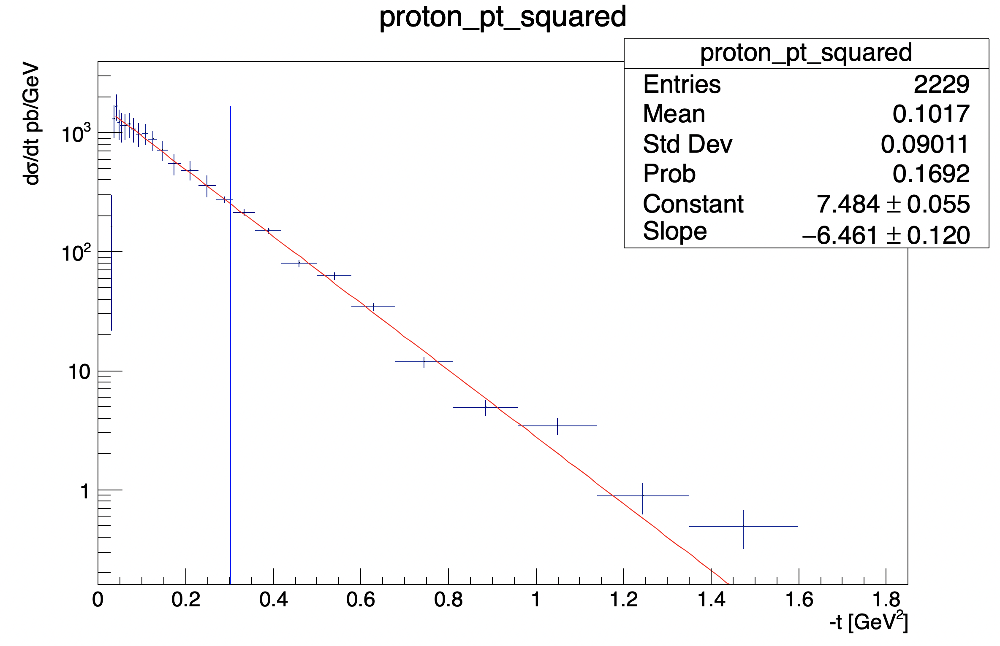 proton_pt_squared
proton_pt_squared
Entries 2229
Mean 0.1017
Std Dev 0.09011
Prob 0.1692
Constant 7.484 ± 0.055
Slope −6.461 ± 0.120
dσ/dt pb/GeV
10³
10²
10
1
0 0.2 0.4 0.6 0.8 1 1.2 1.4 1.6 1.8
-t [GeV²]